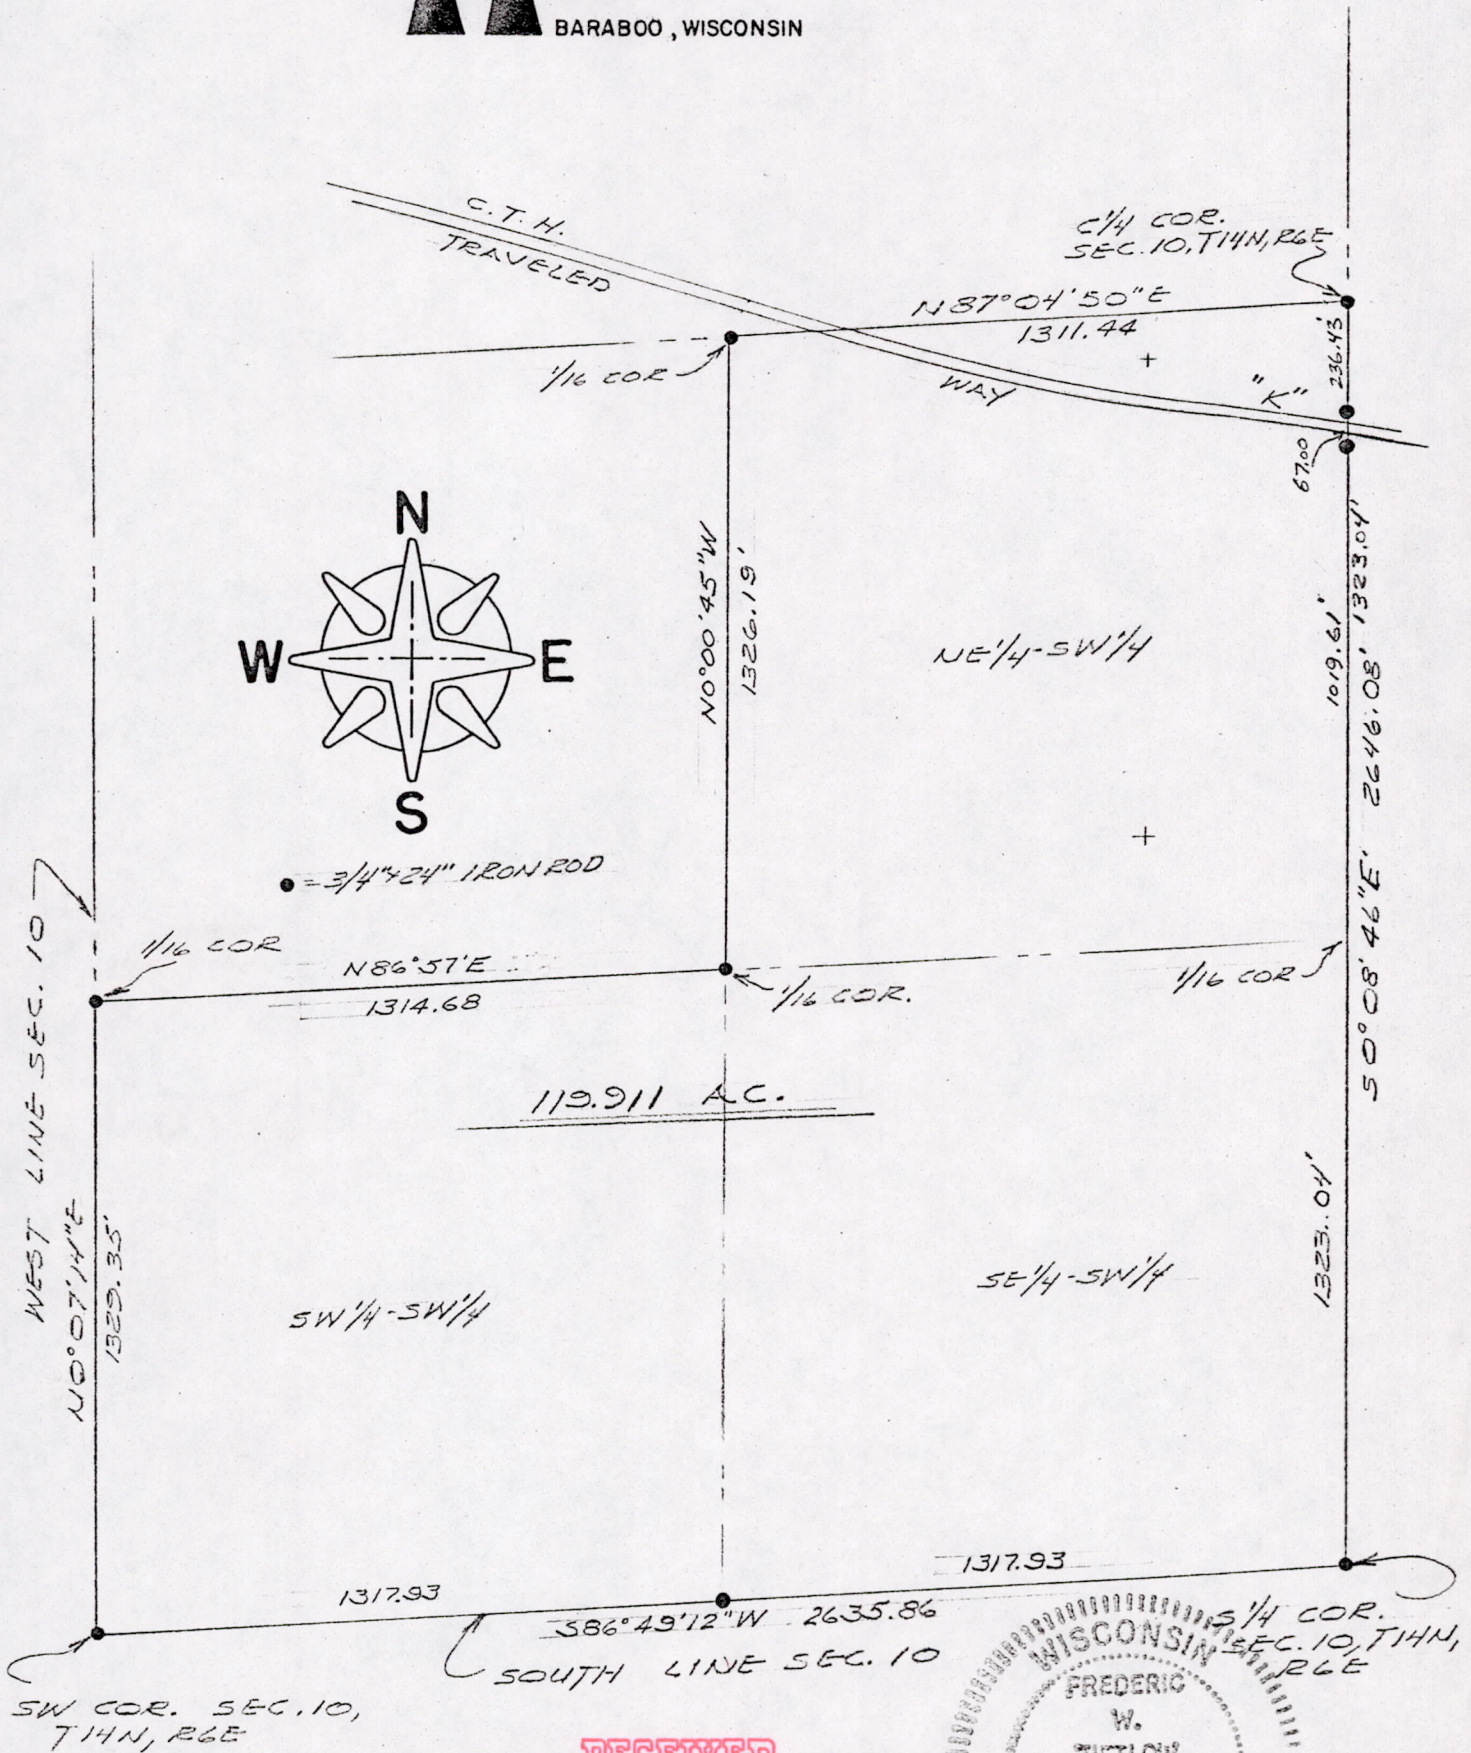 BARABOO, WISCONSIN
C.T.H.
TRAVELED
WAY
"K"
C1/4 COR.
SEC. 10, T14N, R6E
N87°04'50"E
1311.44
236.43'
67.00
1/16 COR
N
W E
S
N0°00'45"W
1326.19'
NE1/4-SW1/4
1019.61'
1323.04'
2646.08'
S0°08'46"E
● = 3/4"x24" IRON ROD
WEST LINE SEC. 10
1/16 COR
N86°57'E
1314.68
1/16 COR.
1/16 COR
119.911 AC.
N0°07'14"E
1329.35'
SW1/4-SW1/4
SE1/4-SW1/4
1323.04'
1317.93
1317.93
S86°49'12"W 2635.86
SOUTH LINE SEC. 10
SW COR. SEC. 10,
T14N, R6E
S1/4 COR.
SEC. 10, T14N,
R6E
WISCONSIN
FREDERIC
W.
RECEIVED